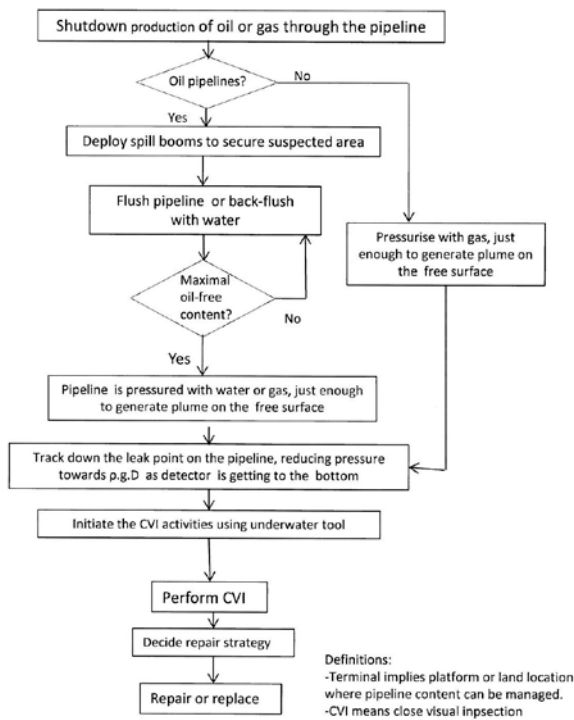 Shutdown production of oil or gas through the pipeline
Oil pipelines?
No
Yes
Deploy spill booms to secure suspected area
Flush pipeline or back-flush
with water
Pressurise with gas, just
enough to generate plume on
the free surface
Maximal
oil-free
content?
No
Yes
Pipeline is pressured with water or gas, just enough
to generate plume on the free surface
Track down the leak point on the pipeline, reducing pressure
towards ρ.g.D as detector is getting to the bottom
Initiate the CVI activities using underwater tool
Perform CVI
Decide repair strategy
Repair or replace
Definitions:
-Terminal implies platform or land location
where pipeline content can be managed.
-CVI means close visual inpsection